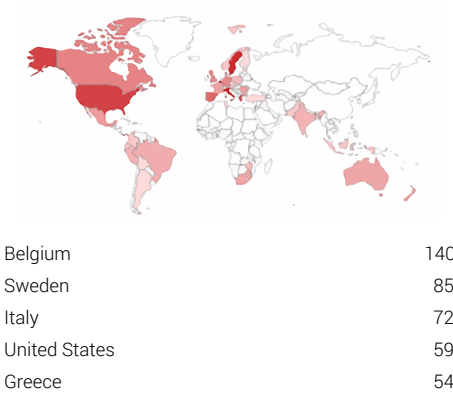 Belgium 140
Sweden 85
Italy 72
United States 59
Greece 54